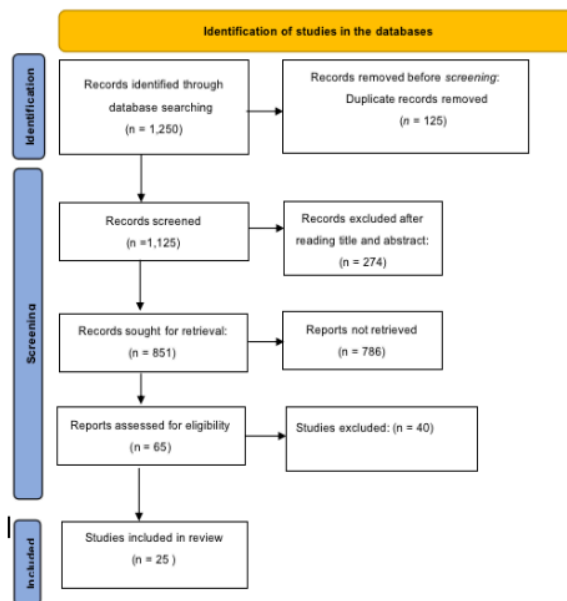 Identification of studies in the databases
Identification
Records identified through
database searching
(n = 1,250)
Records removed before screening:
Duplicate records removed
(n = 125)
Screening
Records screened
(n =1,125)
Records excluded after
reading title and abstract:
(n = 274)
Records sought for retrieval:
(n = 851)
Reports not retrieved
(n = 786)
Reports assessed for eligibility
(n = 65)
Studies excluded: (n = 40)
Included
Studies included in review
(n = 25 )